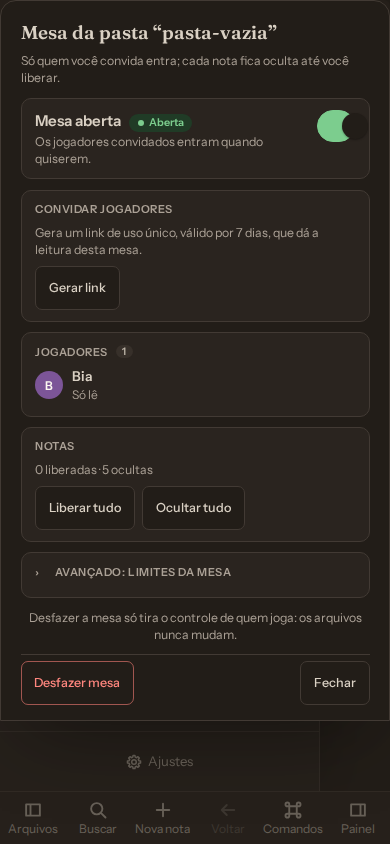 Mesa da pasta “pasta-vazia”
Só quem você convida entra; cada nota fica oculta até você
liberar.
Mesa aberta
Aberta
Os jogadores convidados entram quando
quiserem.
CONVIDAR JOGADORES
Gera um link de uso único, válido por 7 dias, que dá a
leitura desta mesa.
Gerar link
JOGADORES 1
B
Bia
Só lê
NOTAS
0 liberadas · 5 ocultas
Liberar tudo
Ocultar tudo
› AVANÇADO: LIMITES DA MESA
Desfazer a mesa só tira o controle de quem joga: os arquivos
nunca mudam.
Desfazer mesa
Fechar
Ajustes
Arquivos
Buscar
Nova nota
Voltar
Comandos
Painel